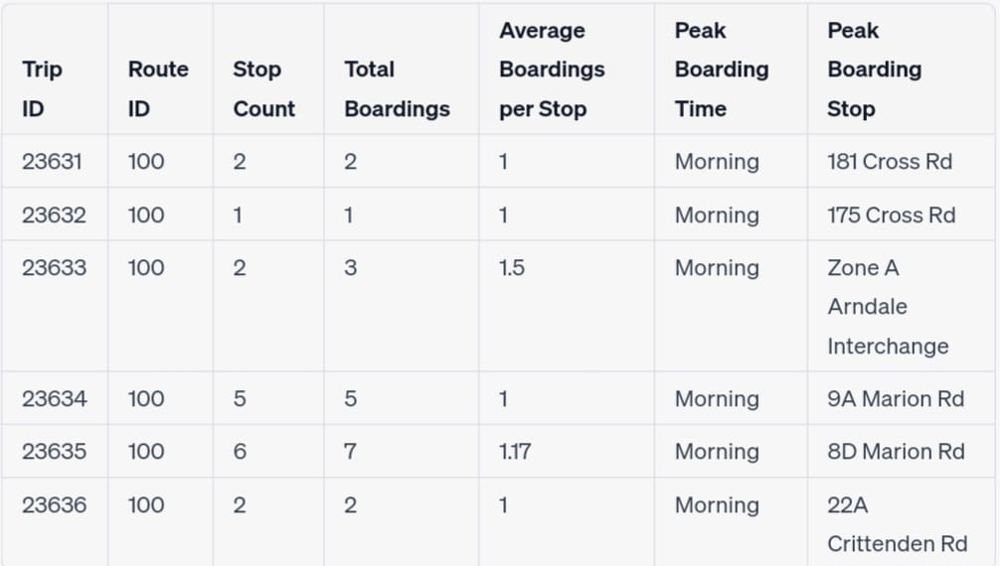 Trip ID | Route ID | Stop Count | Total Boardings | Average Boardings per Stop | Peak Boarding Time | Peak Boarding Stop
23631 | 100 | 2 | 2 | 1 | Morning | 181 Cross Rd
23632 | 100 | 1 | 1 | 1 | Morning | 175 Cross Rd
23633 | 100 | 2 | 3 | 1.5 | Morning | Zone A Arndale Interchange
23634 | 100 | 5 | 5 | 1 | Morning | 9A Marion Rd
23635 | 100 | 6 | 7 | 1.17 | Morning | 8D Marion Rd
23636 | 100 | 2 | 2 | 1 | Morning | 22A Crittenden Rd